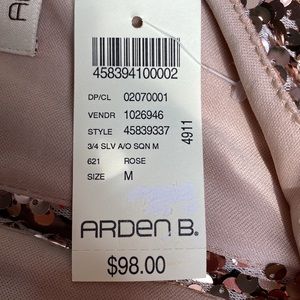 458394100002
DP/CL 02070001
VENDR 1026946
STYLE 45839337
3/4 SLV A/O SQN M
621 ROSE
SIZE M
4911
ARDEN B.
$98.00